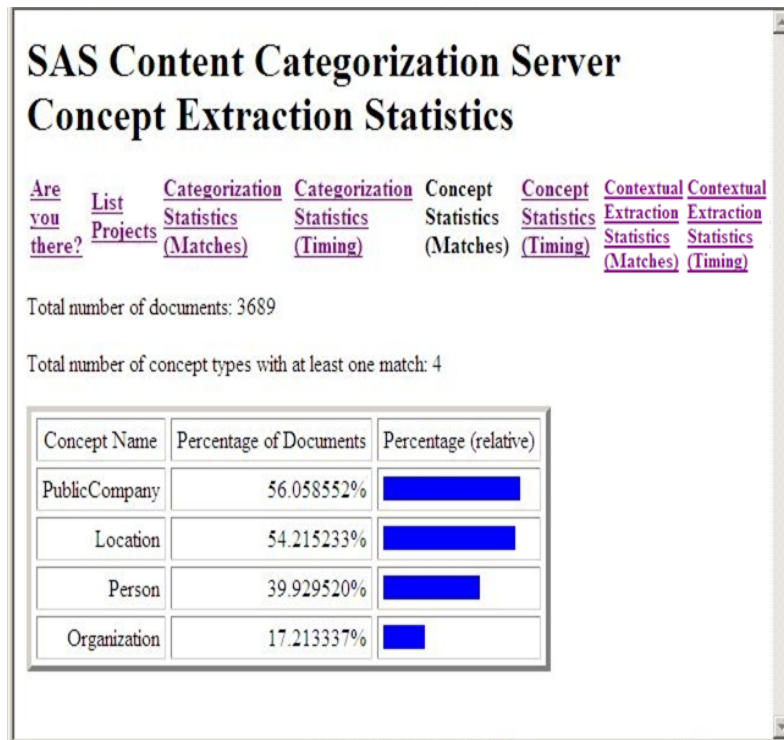 SAS Content Categorization Server
Concept Extraction Statistics
Are you there? List Projects Categorization Statistics (Matches) Categorization Statistics (Timing) Concept Statistics (Matches) Concept Statistics (Timing) Contextual Extraction Statistics (Matches) Contextual Extraction Statistics (Timing)
Total number of documents: 3689
Total number of concept types with at least one match: 4
Concept Name Percentage of Documents Percentage (relative)
PublicCompany 56.058552%
Location 54.215233%
Person 39.929520%
Organization 17.213337%